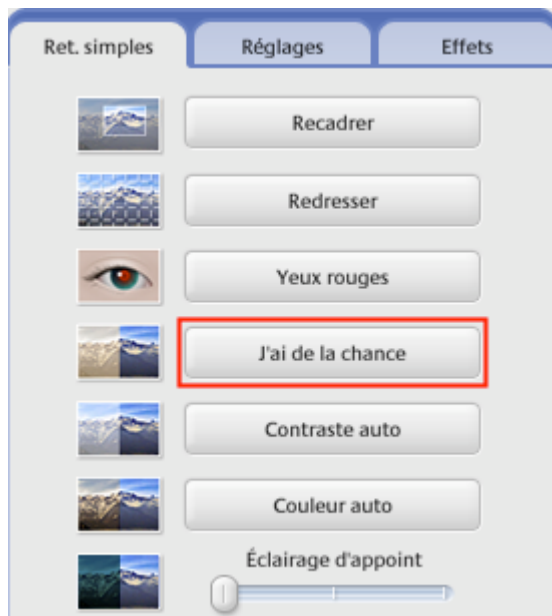 Ret. simples Réglages Effets
Recadrer
Redresser
Yeux rouges
J'ai de la chance
Contraste auto
Couleur auto
Éclairage d'appoint